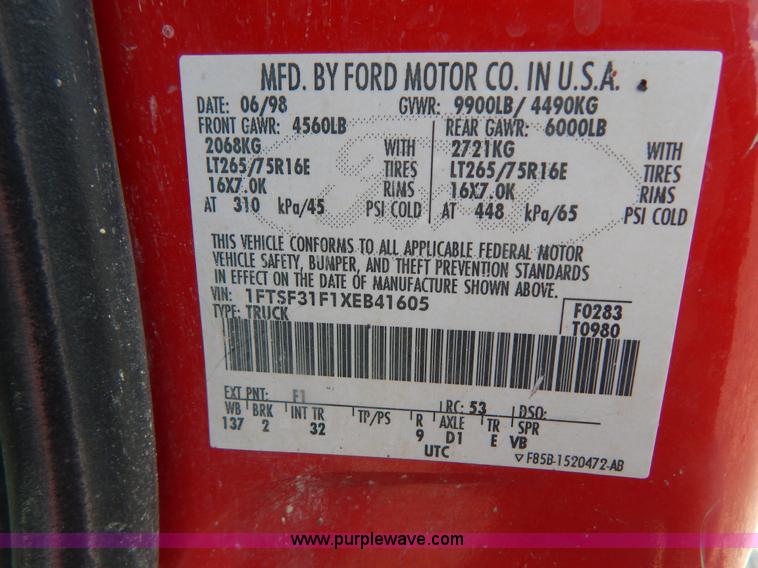 MFD. BY FORD MOTOR CO. IN U.S.A.
DATE: 06/98 GVWR: 9900LB/ 4490KG
FRONT GAWR: 4560LB REAR GAWR: 6000LB
2068KG WITH 2721KG WITH
LT265/75R16E TIRES LT265/75R16E TIRES
16X7.0K RIMS 16X7.0K RIMS
AT 310 kPa/45 PSI COLD AT 448 kPa/65 PSI COLD
THIS VEHICLE CONFORMS TO ALL APPLICABLE FEDERAL MOTOR
VEHICLE SAFETY, BUMPER, AND THEFT PREVENTION STANDARDS
IN EFFECT ON THE DATE OF MANUFACTURE SHOWN ABOVE.
VIN: 1FTSF31F1XEB41605 F0283
TYPE: TRUCK T0980
EXT PNT: F1 RC: 53 DSO:
WB BRK INT TR TP/PS R AXLE TR SPR
137 2 32 9 D1 E VB
UTC
▽ F85B-1520472-AB
www.purplewave.com